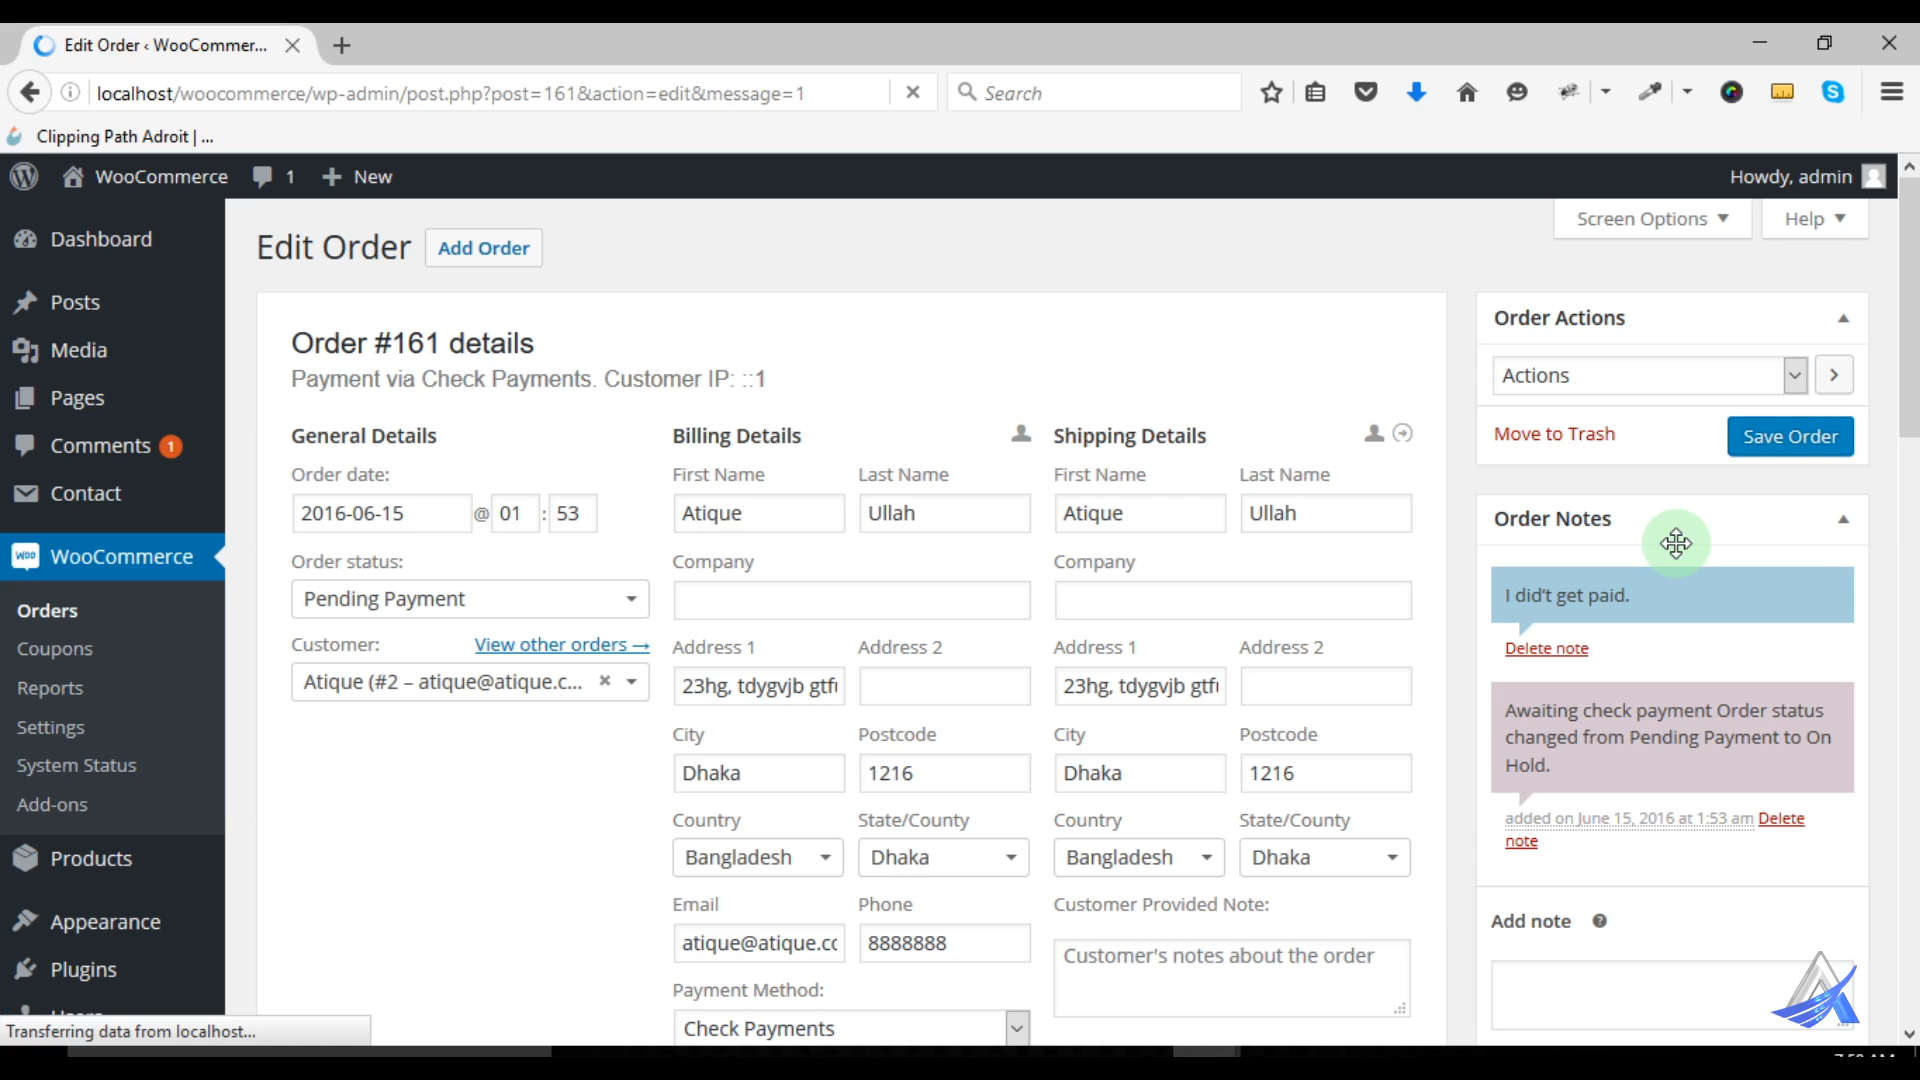 Edit Order ‹ WooCommer...
localhost/woocommerce/wp-admin/post.php?post=161&action=edit&message=1
Search
Clipping Path Adroit | ...
WooCommerce
1
New
Howdy, admin
Screen Options
Help
Dashboard
Posts
Media
Pages
Comments 1
Contact
WooCommerce
Orders
Coupons
Reports
Settings
System Status
Add-ons
Products
Appearance
Plugins
Transferring data from localhost...
Edit Order
Add Order
Order #161 details
Payment via Check Payments. Customer IP: ::1
General Details
Order date:
2016-06-15 @ 01 : 53
Order status:
Pending Payment
Customer: View other orders →
Atique (#2 – atique@atique.c... ×
Billing Details
First Name Last Name
Atique Ullah
Company
Address 1 Address 2
23hg, tdygvjb gtf
City Postcode
Dhaka 1216
Country State/County
Bangladesh Dhaka
Email Phone
atique@atique.cc 8888888
Payment Method:
Check Payments
Shipping Details
First Name Last Name
Atique Ullah
Company
Address 1 Address 2
23hg, tdygvjb gtf
City Postcode
Dhaka 1216
Country State/County
Bangladesh Dhaka
Customer Provided Note:
Customer's notes about the order
Order Actions
Actions
Move to Trash
Save Order
Order Notes
I did't get paid.
Delete note
Awaiting check payment Order status
changed from Pending Payment to On
Hold.
added on June 15, 2016 at 1:53 am Delete
note
Add note